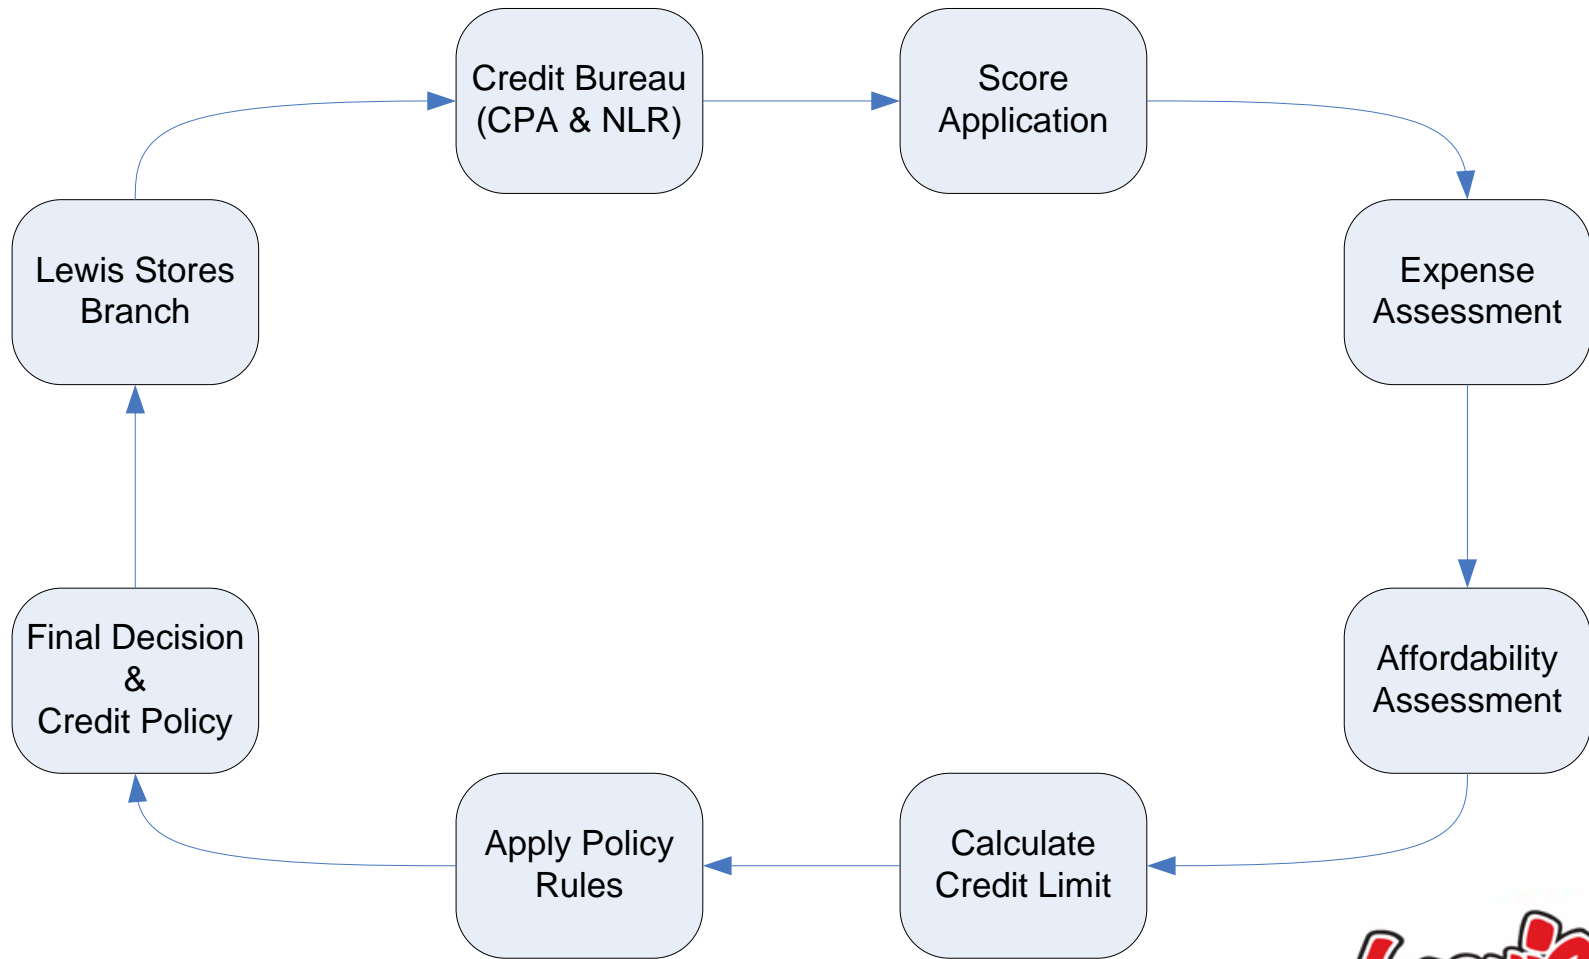 Credit Bureau
(CPA & NLR)
Score
Application
Lewis Stores
Branch
Expense
Assessment
Final Decision
&
Credit Policy
Affordability
Assessment
Apply Policy
Rules
Calculate
Credit Limit